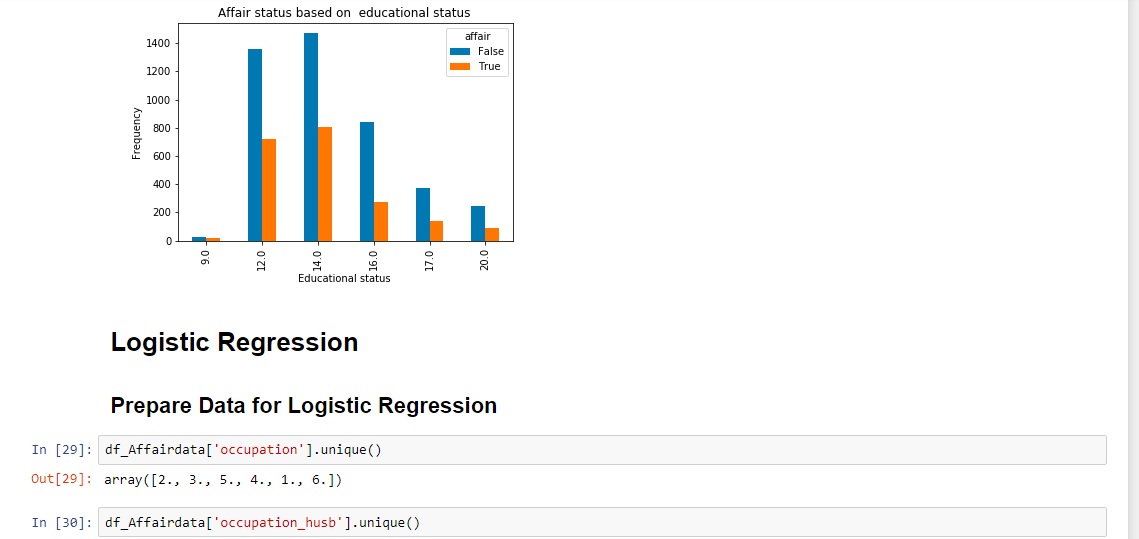 Affair status based on  educational status
affair
False
True
1400
1200
1000
800
600
400
200
0
Frequency
9.0
12.0
14.0
16.0
17.0
20.0
Educational status
Logistic Regression
Prepare Data for Logistic Regression
In [29]: df_Affairdata['occupation'].unique()
Out[29]: array([2., 3., 5., 4., 1., 6.])
In [30]: df_Affairdata['occupation_husb'].unique()